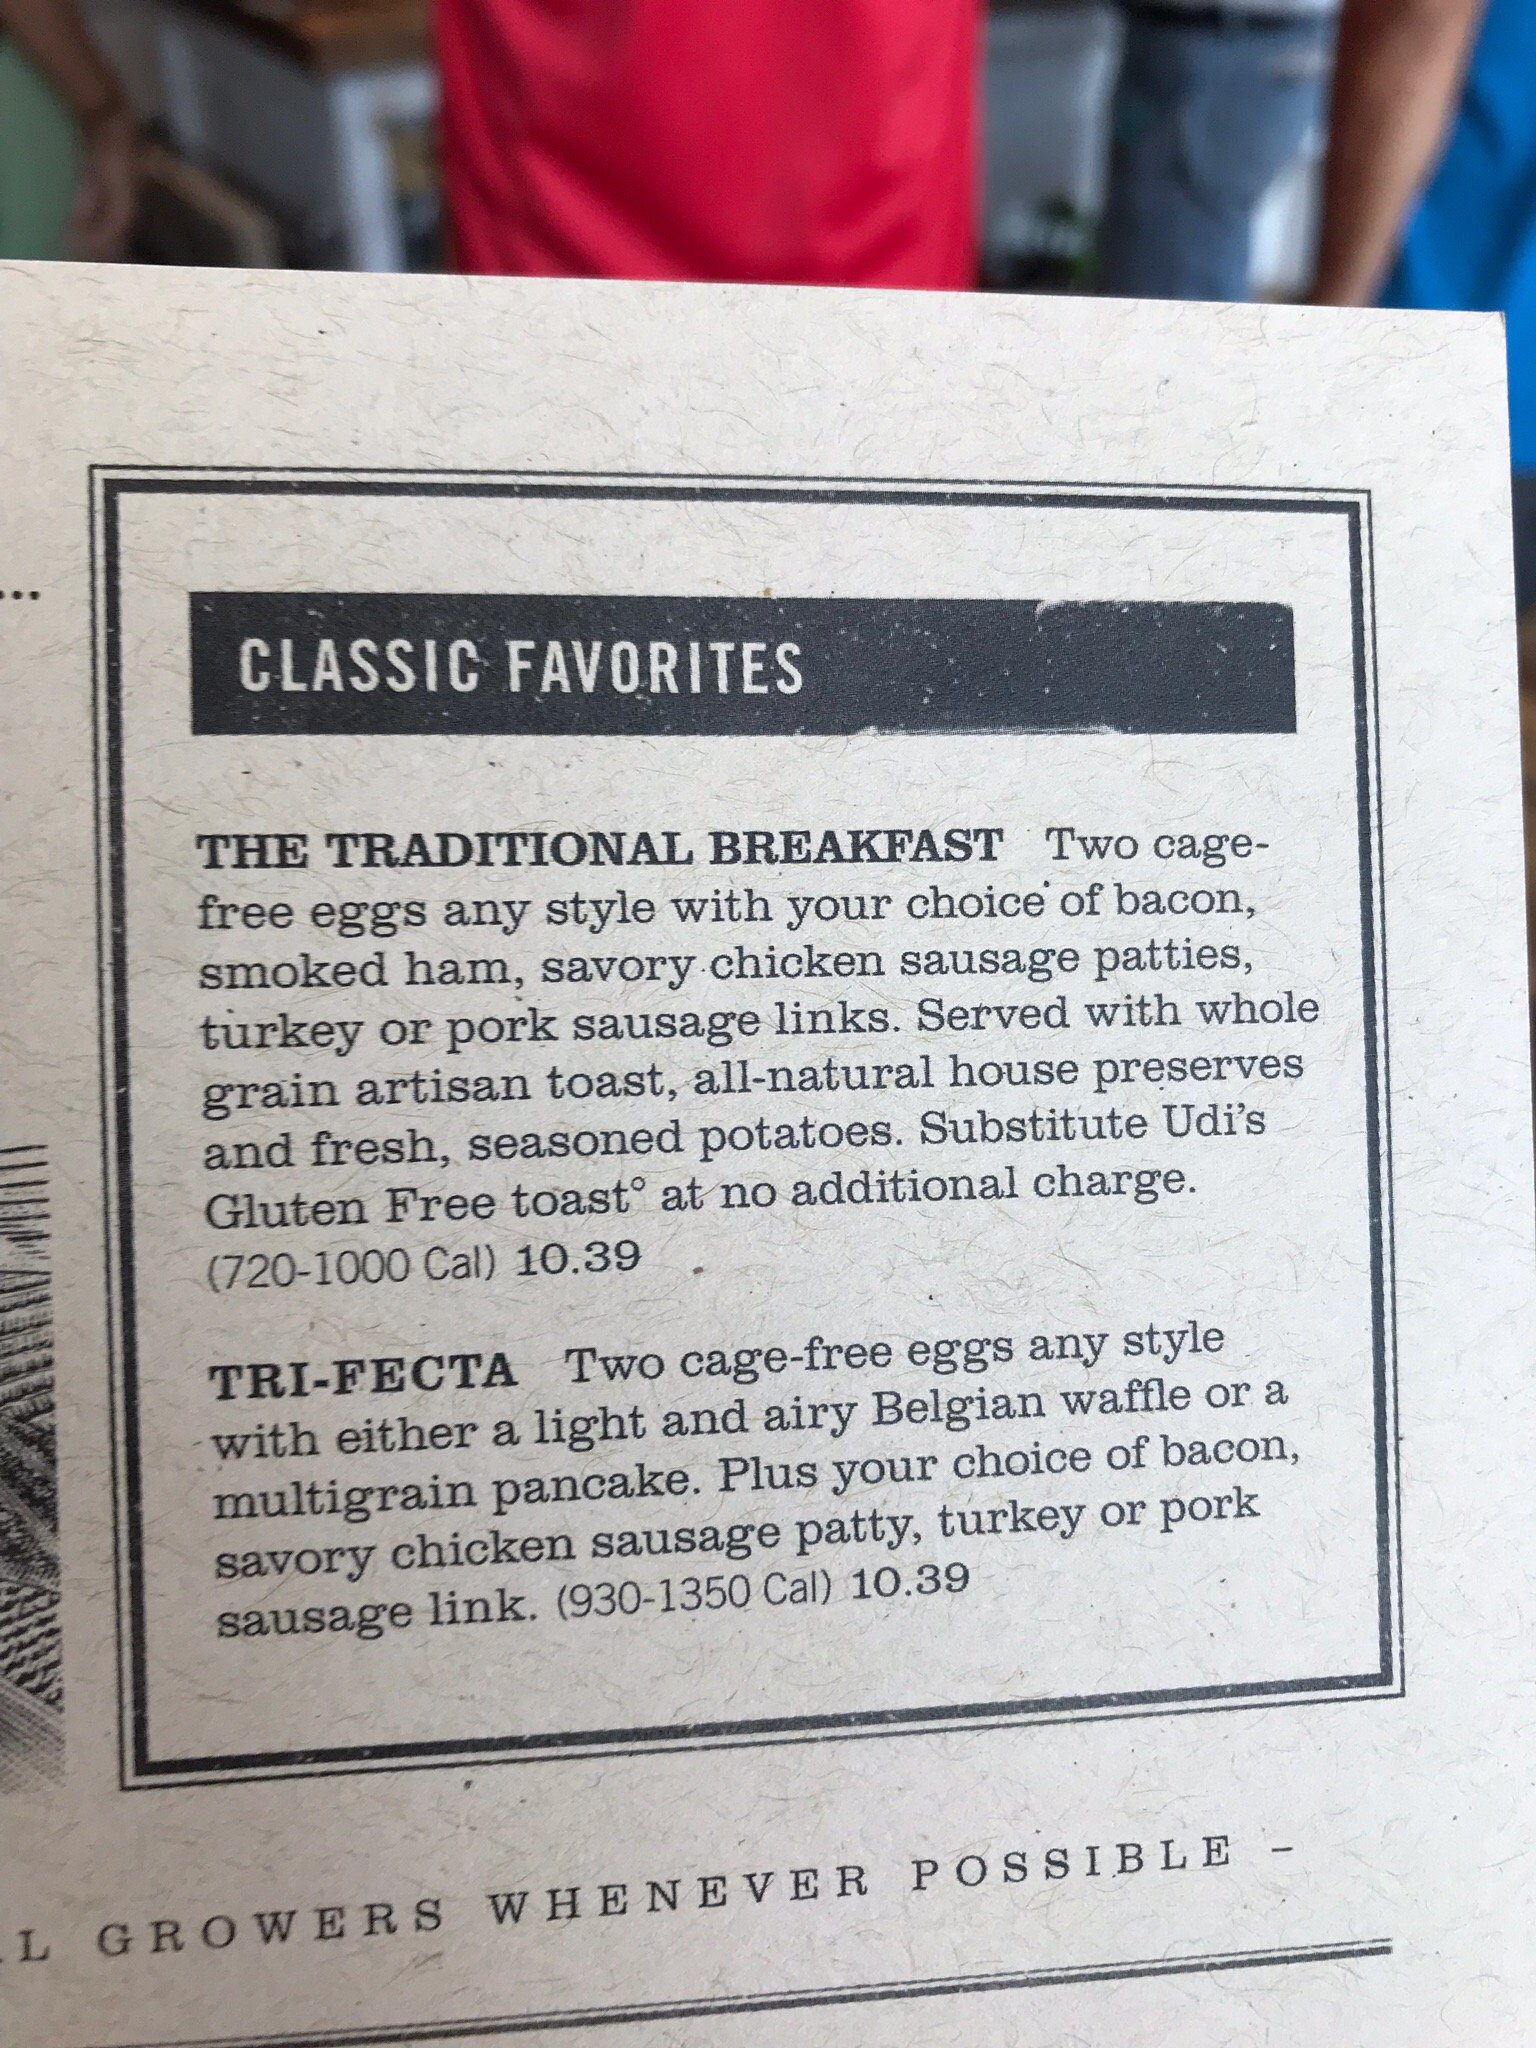 ...
CLASSIC FAVORITES
THE TRADITIONAL BREAKFAST Two cage-
free eggs any style with your choice of bacon,
smoked ham, savory chicken sausage patties,
turkey or pork sausage links. Served with whole
grain artisan toast, all-natural house preserves
and fresh, seasoned potatoes. Substitute Udi's
Gluten Free toast° at no additional charge.
(720-1000 Cal) 10.39
TRI-FECTA Two cage-free eggs any style
with either a light and airy Belgian waffle or a
multigrain pancake. Plus your choice of bacon,
savory chicken sausage patty, turkey or pork
sausage link. (930-1350 Cal) 10.39
L GROWERS WHENEVER POSSIBLE –